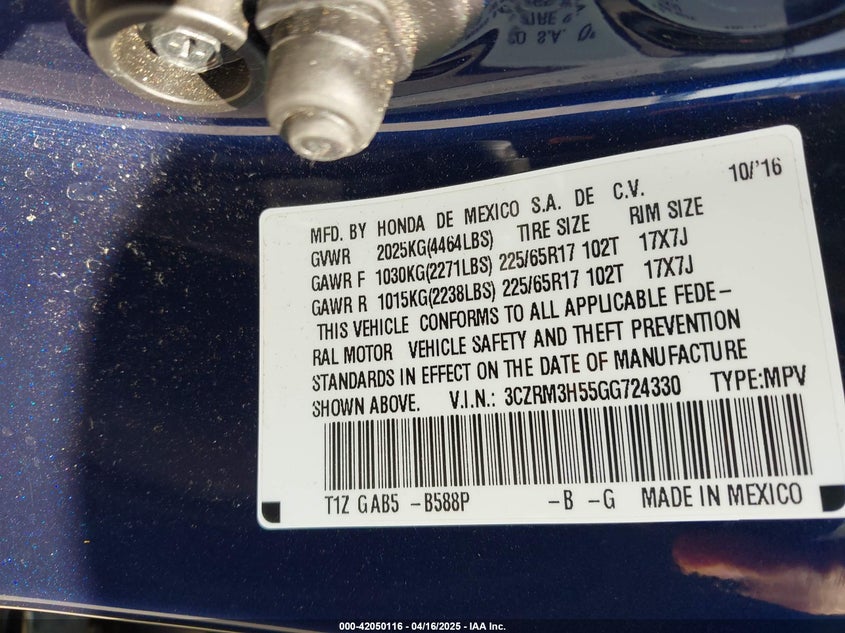 10/'16
MFD. BY HONDA DE MEXICO S.A. DE C.V.
GVWR 2025KG(4464LBS) TIRE SIZE RIM SIZE
GAWR F 1030KG(2271LBS) 225/65R17 102T 17X7J
GAWR R 1015KG(2238LBS) 225/65R17 102T 17X7J
THIS VEHICLE CONFORMS TO ALL APPLICABLE FEDE-
RAL MOTOR VEHICLE SAFETY AND THEFT PREVENTION
STANDARDS IN EFFECT ON THE DATE OF MANUFACTURE
SHOWN ABOVE. V.I.N.: 3CZRM3H55GG724330 TYPE:MPV
T1Z GAB5 -B588P -B -G MADE IN MEXICO
000-42050116 - 04/16/2025 - IAA Inc.